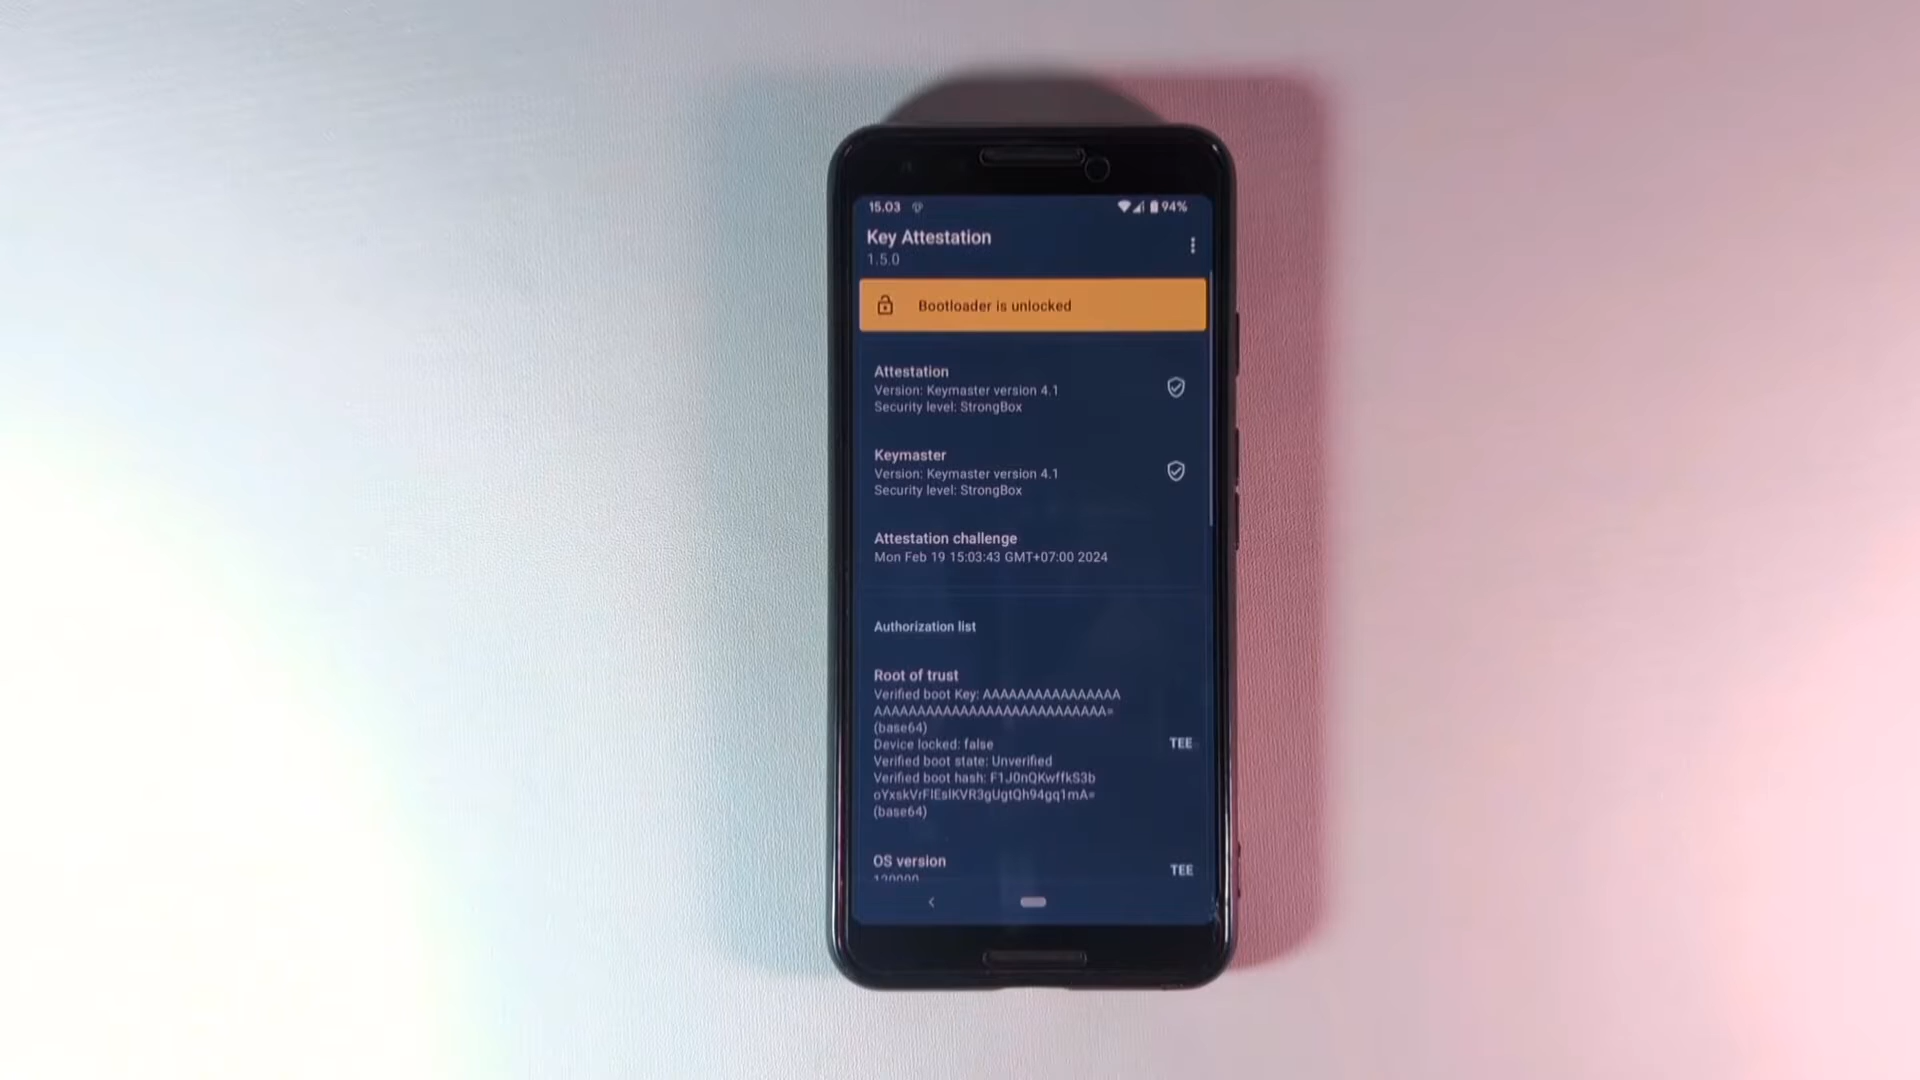 15.03
94%
Key Attestation
1.5.0
Bootloader is unlocked
Attestation
Version: Keymaster version 4.1
Security level: StrongBox
Keymaster
Version: Keymaster version 4.1
Security level: StrongBox
Attestation challenge
Mon Feb 19 15:03:43 GMT+07:00 2024
Authorization list
Root of trust
Verified boot Key: AAAAAAAAAAAAAAAA
AAAAAAAAAAAAAAAAAAAAAAAAAAA=
(base64)
Device locked: false
TEE
Verified boot state: Unverified
Verified boot hash: F1J0nQKwffkS3b
(base64)
OS version
TEE